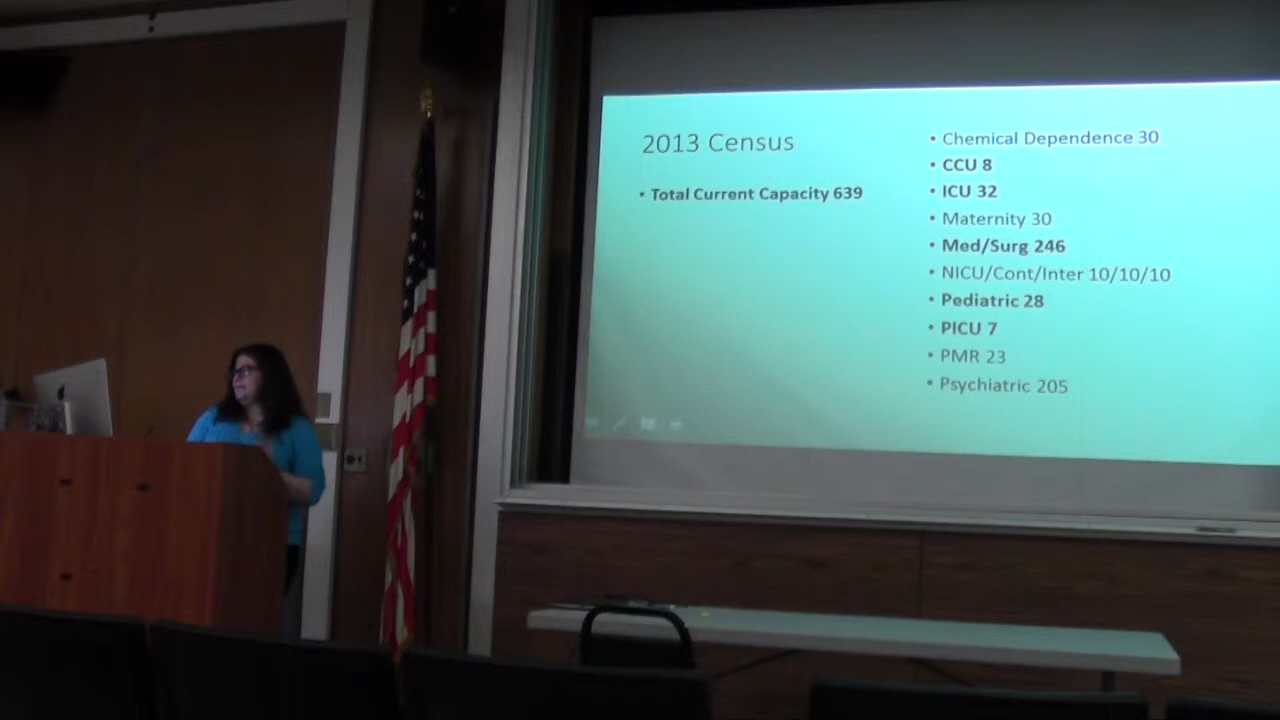 2013 Census
• Total Current Capacity 639
• Chemical Dependence 30
• CCU 8
• ICU 32
• Maternity 30
• Med/Surg 246
• NICU/Cont/Inter 10/10/10
• Pediatric 28
• PICU 7
• PMR 23
• Psychiatric 205